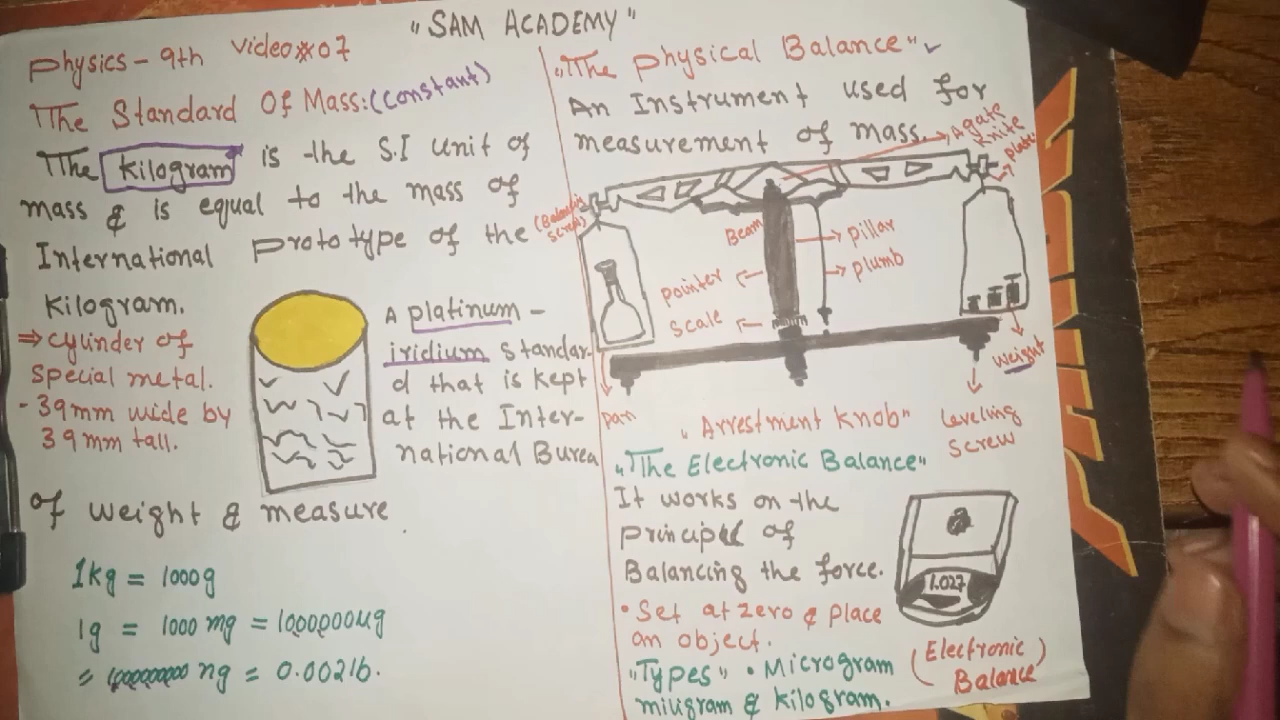 "SAM ACADEMY"
Physics - 9th Video#07
The Standard Of Mass: (Constant)
The kilogram is the S.I Unit of
mass & is equal to the mass of
International prototype of the
Kilogram.
⇒ cylinder of
special metal.
- 39mm wide by
39mm tall.
A platinum -
iridium standar-
d that is kept
at the Inter-
national Burea
of weight & measure
1kg = 1000g
1g = 1000 mg = 1000000ug
= 1000000000 ng = 0.002lb.
"The physical Balance"
An Instrument used for
measurement of mass.
Agate
Knife
plate
(Balancing
screw)
Beam
pillar
plumb
pointer
scale
weight
pan
"Arrestment Knob"
Leveling
screw
"The Electronic Balance"
It works on the
principle of
Balancing the force.
• Set at zero & place
an object.
"Types" • Microgram
miligram & kilogram.
1.027
(Electronic
Balance)